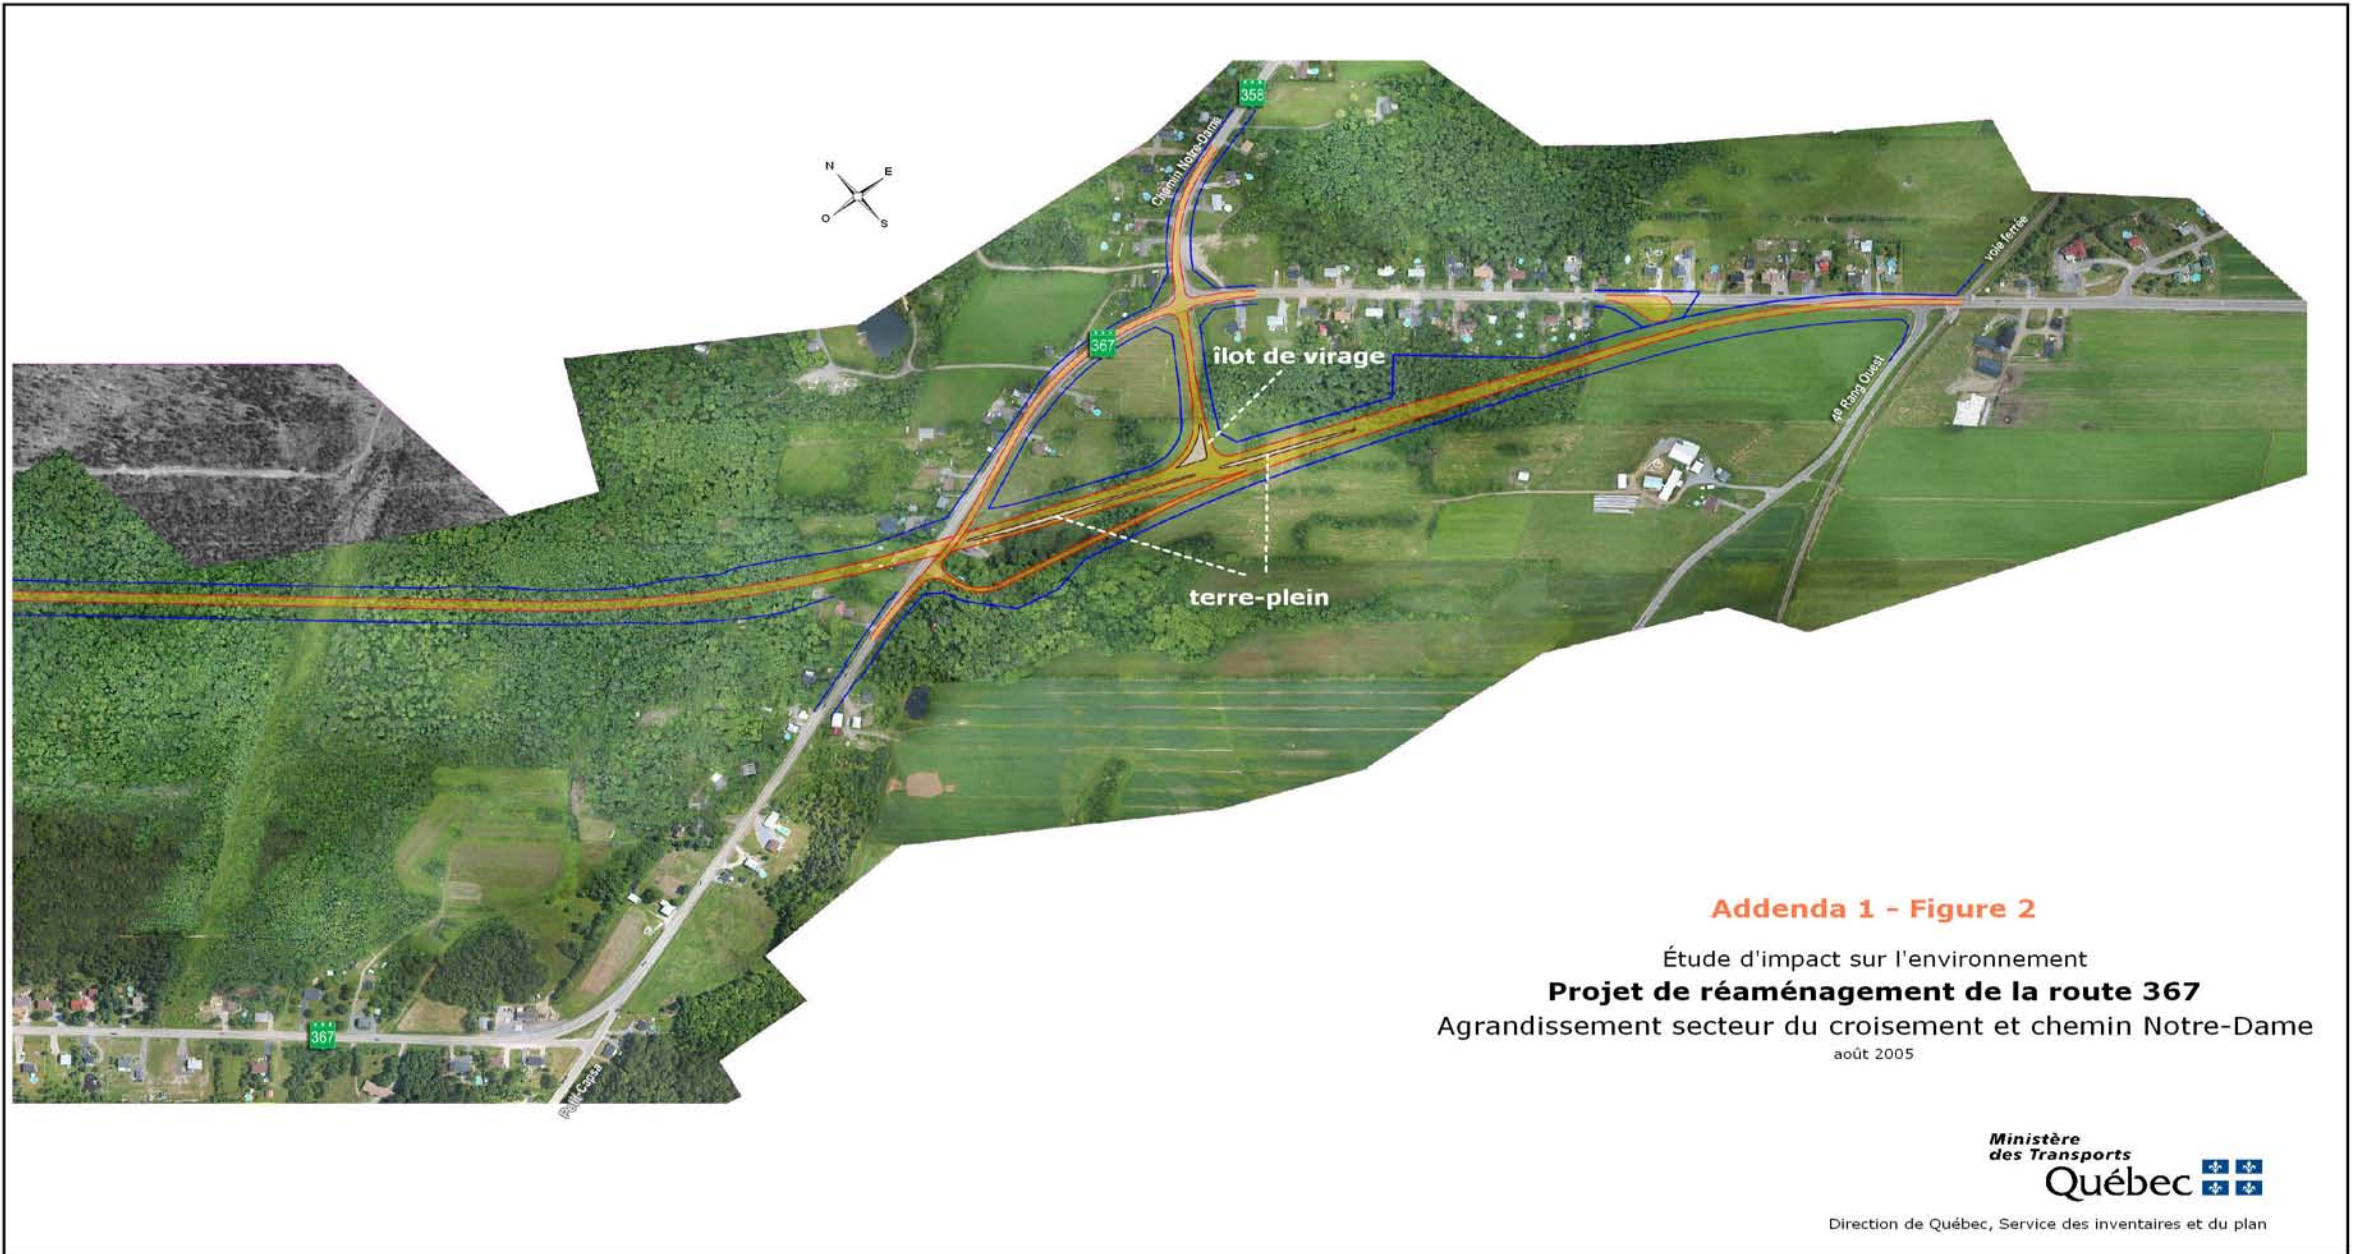 358
Chemin Notre-Dame
N
E
O
S
voie ferrée
367
îlot de virage
4e Rang Ouest
terre-plein
Addenda 1 - Figure 2
Étude d'impact sur l'environnement
Projet de réaménagement de la route 367
Agrandissement secteur du croisement et chemin Notre-Dame
août 2005
367
Petit-Capsa
Ministère
des Transports
Québec
Direction de Québec, Service des inventaires et du plan